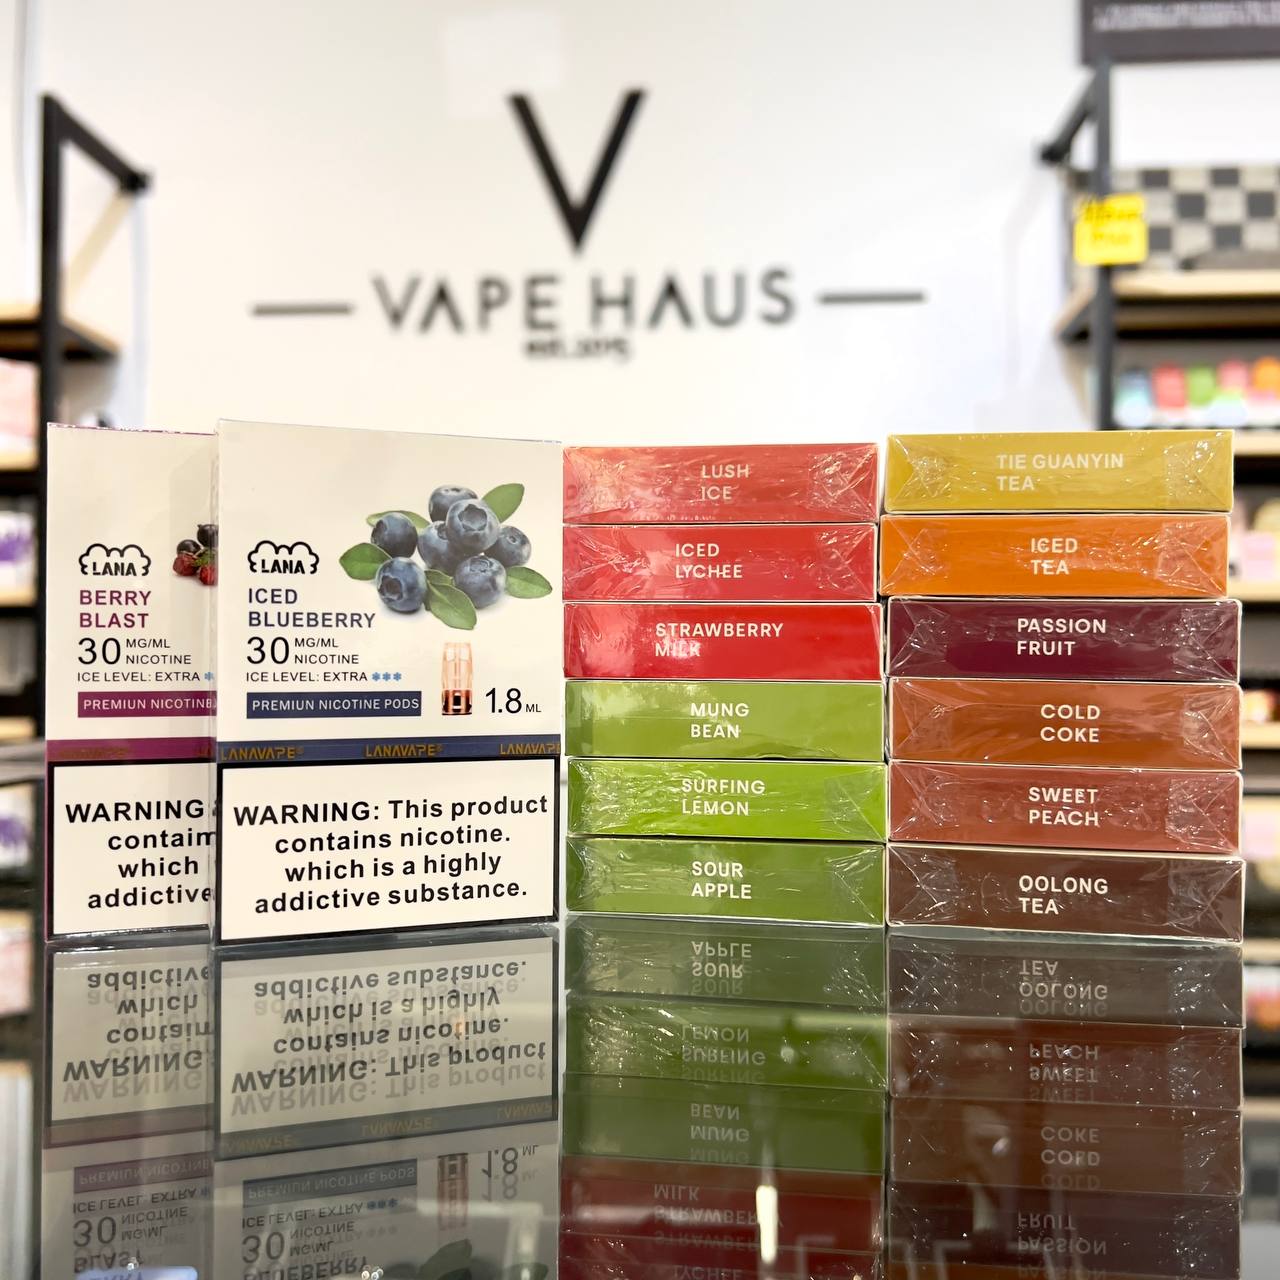 V
VAPE HAUS
LANA
BERRY
BLAST
30 MG/ML
NICOTINE
ICE LEVEL: EXTRA
PREMIUN NICOTINE
WARNING
contain
which
addictive
LANA
ICED
BLUEBERRY
30 MG/ML
NICOTINE
ICE LEVEL: EXTRA
PREMIUN NICOTINE PODS
1.8 ML
LANAVAPE® LANAVAPE® LANAVAPE
WARNING: This product
contains nicotine.
which is a highly
addictive substance.
LUSH
ICE
ICED
LYCHEE
STRAWBERRY
MILK
MUNG
BEAN
SURFING
LEMON
SOUR
APPLE
TIE GUANYIN
TEA
ICED
TEA
PASSION
FRUIT
COLD
COKE
SWEET
PEACH
OOLONG
TEA